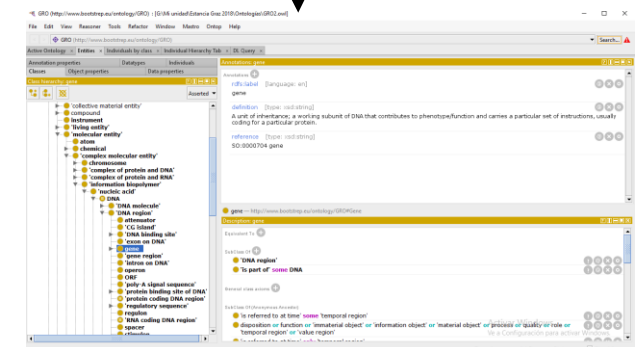 GRO (http://www.bootstrep.eu/ontology/GRO) : [G:\Mi unidad\Estancia Graz 2018\Ontologias\GRO2.owl]
File Edit View Reasoner Tools Refactor Window Mastro Ontop Help
GRO (http://www.bootstrep.eu/ontology/GRO)
Search...
Active Ontology × Entities × Individuals by class × Individual Hierarchy Tab × DL Query ×
Annotation properties Datatypes Individuals
Classes Object properties Data properties
Class hierarchy: gene
Asserted
'collective material entity'
compound
instrument
'living entity'
'molecular entity'
atom
chemical
'complex molecular entity'
chromosome
'complex of protein and DNA'
'complex of protein and RNA'
'information biopolymer'
'nucleic acid'
DNA
'DNA molecule'
'DNA region'
attenuator
'CG island'
'DNA binding site'
'exon on DNA'
gene
'gene region'
'intron on DNA'
operon
ORF
'poly-A signal sequence'
'protein binding site of DNA'
'protein coding DNA region'
'regulatory sequence'
regulon
'RNA coding DNA region'
spacer
Annotations: gene
Annotations
rdfs:label [language: en]
gene
definition [type: xsd:string]
A unit of inheritance; a working subunit of DNA that contributes to phenotype/function and carries a particular set of instructions, usually
coding for a particular protein.
reference [type: xsd:string]
SO:0000704 gene
gene — http://www.bootstrep.eu/ontology/GRO#Gene
Description: gene
Equivalent To
SubClass Of
'DNA region'
'is part of' some DNA
General class axioms
SubClass Of (Anonymous Ancestor)
'is referred to at time' some 'temporal region'
disposition or function or 'immaterial object' or 'information object' or 'material object' or process or quality or role or
'temporal region' or 'value region'
'is referred to at time' only 'temporal region'
Activar Windows
Ve a Configuración para activar Windows.